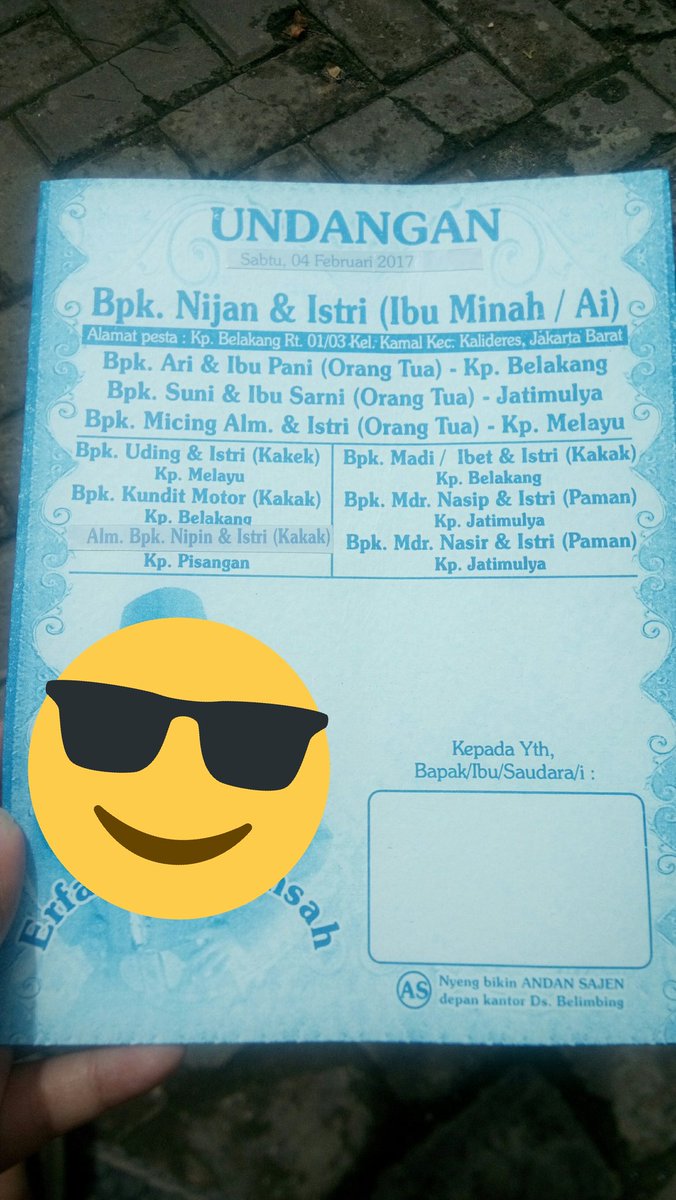 UNDANGAN
Sabtu, 04 Februari 2017
Bpk. Nijan & Istri (Ibu Minah / Ai)
Alamat pesta : Kp. Belakang Rt. 01/03 Kel. Kamal Kec: Kalideres, Jakarta Barat
Bpk. Ari & Ibu Pani (Orang Tua) - Kp. Belakang
Bpk. Suni & Ibu Sarni (Orang Tua) - Jatimulya
Bpk. Micing Alm. & Istri (Orang Tua) - Kp. Melayu
Bpk. Uding & Istri (Kakek)
Kp. Melayu
Bpk. Kundit Motor (Kakak)
Kp. Belakang
Alm. Bpk. Nipin & Istri (Kakak)
Kp. Pisangan
Bpk. Madi / Ibet & Istri (Kakak)
Kp. Belakang
Bpk. Mdr. Nasip & Istri (Paman)
Kp. Jatimulya
Bpk. Mdr. Nasir & Istri (Paman)
Kp. Jatimulya
Kepada Yth,
Bapak/Ibu/Saudara/i :
AS
Nyeng bikin ANDAN SAJEN
depan kantor Ds. Belimbing